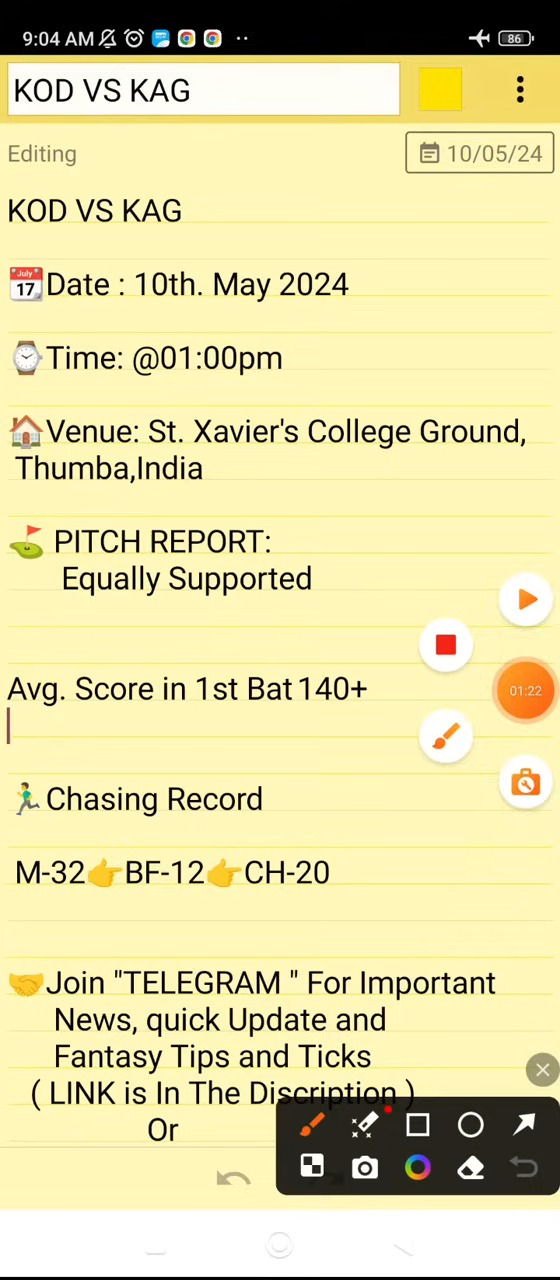 9:04 AM
86
KOD VS KAG
Editing
10/05/24
KOD VS KAG
July
17
Date : 10th. May 2024
Time: @01:00pm
Venue: St. Xavier's College Ground,
Thumba,India
PITCH REPORT:
Equally Supported
Avg. Score in 1st Bat 140+
01:22
Chasing Record
M-32👉BF-12👉CH-20
🤝Join "TELEGRAM " For Important
News, quick Update and
Fantasy Tips and Ticks
( LINK is In The Discription )
Or